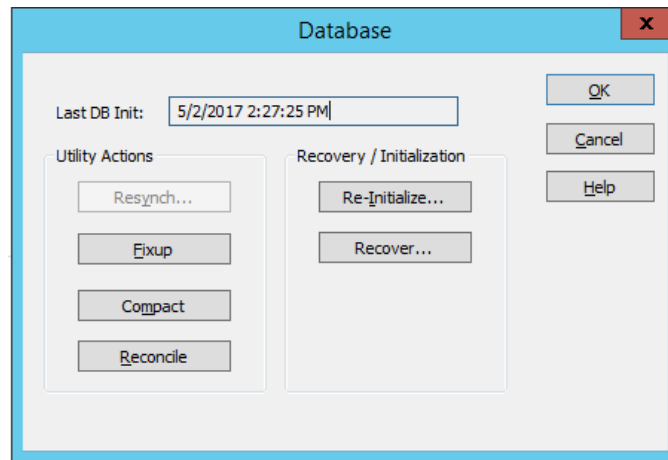 Database
x
Last DB Init: 5/2/2017 2:27:25 PM
OK
Cancel
Help
Utility Actions
Resynch...
Fixup
Compact
Reconcile
Recovery / Initialization
Re-Initialize...
Recover...